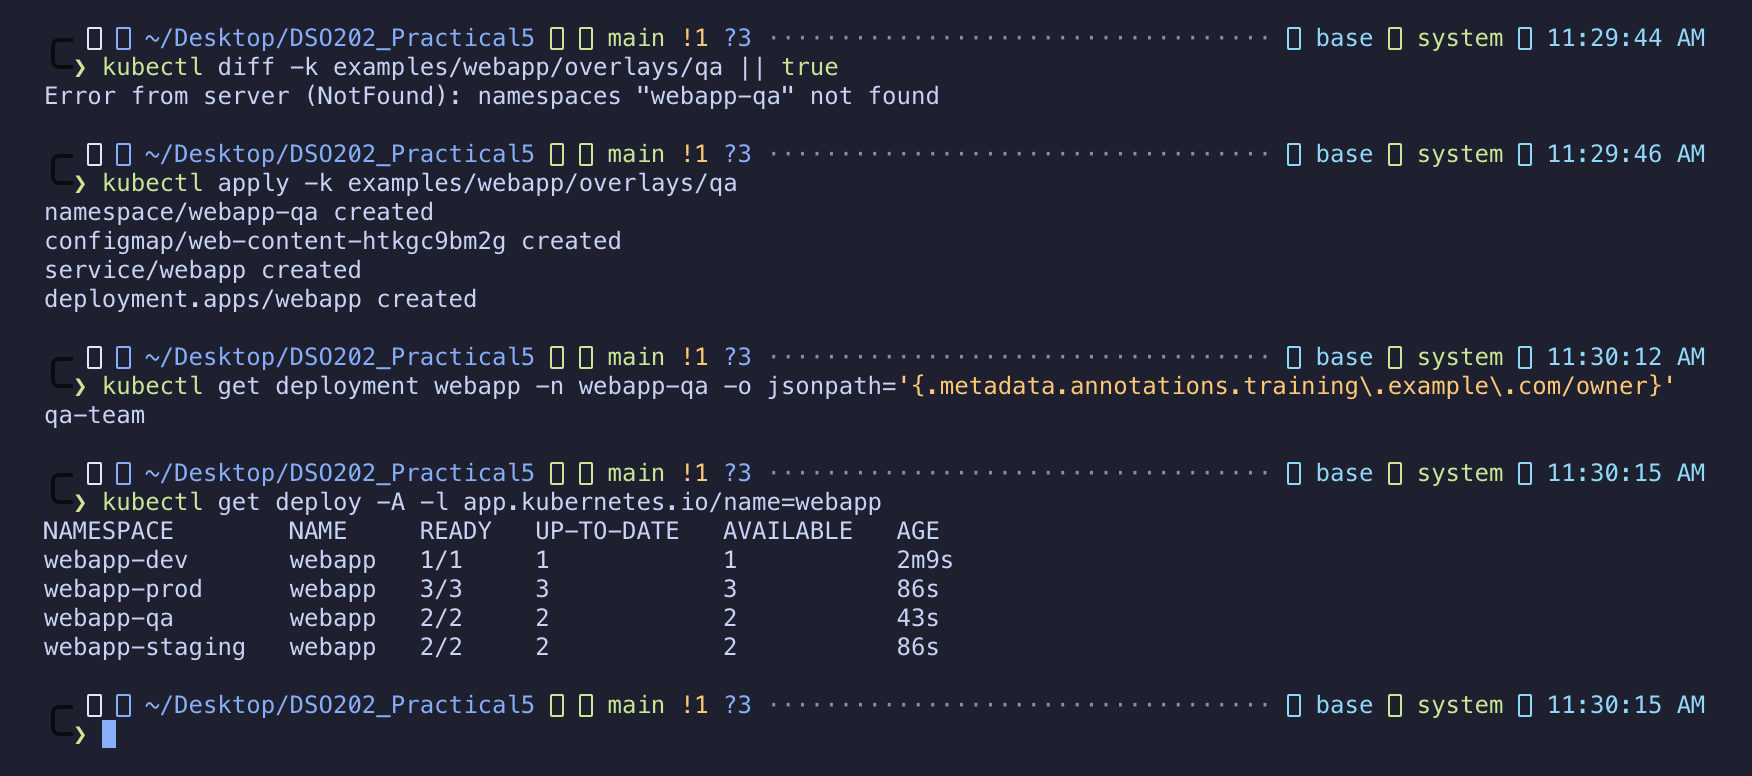 ~/Desktop/DSO202_Practical5 main !1 ?3 ··································· base system 11:29:44 AM
❯ kubectl diff -k examples/webapp/overlays/qa || true
Error from server (NotFound): namespaces "webapp-qa" not found
~/Desktop/DSO202_Practical5 main !1 ?3 ··································· base system 11:29:46 AM
❯ kubectl apply -k examples/webapp/overlays/qa
namespace/webapp-qa created
configmap/web-content-htkgc9bm2g created
service/webapp created
deployment.apps/webapp created
~/Desktop/DSO202_Practical5 main !1 ?3 ··································· base system 11:30:12 AM
❯ kubectl get deployment webapp -n webapp-qa -o jsonpath='{.metadata.annotations.training\.example\.com/owner}'
qa-team
~/Desktop/DSO202_Practical5 main !1 ?3 ··································· base system 11:30:15 AM
❯ kubectl get deploy -A -l app.kubernetes.io/name=webapp
NAMESPACE        NAME     READY   UP-TO-DATE   AVAILABLE   AGE
webapp-dev       webapp   1/1     1            1           2m9s
webapp-prod      webapp   3/3     3            3           86s
webapp-qa        webapp   2/2     2            2           43s
webapp-staging   webapp   2/2     2            2           86s
~/Desktop/DSO202_Practical5 main !1 ?3 ··································· base system 11:30:15 AM
❯